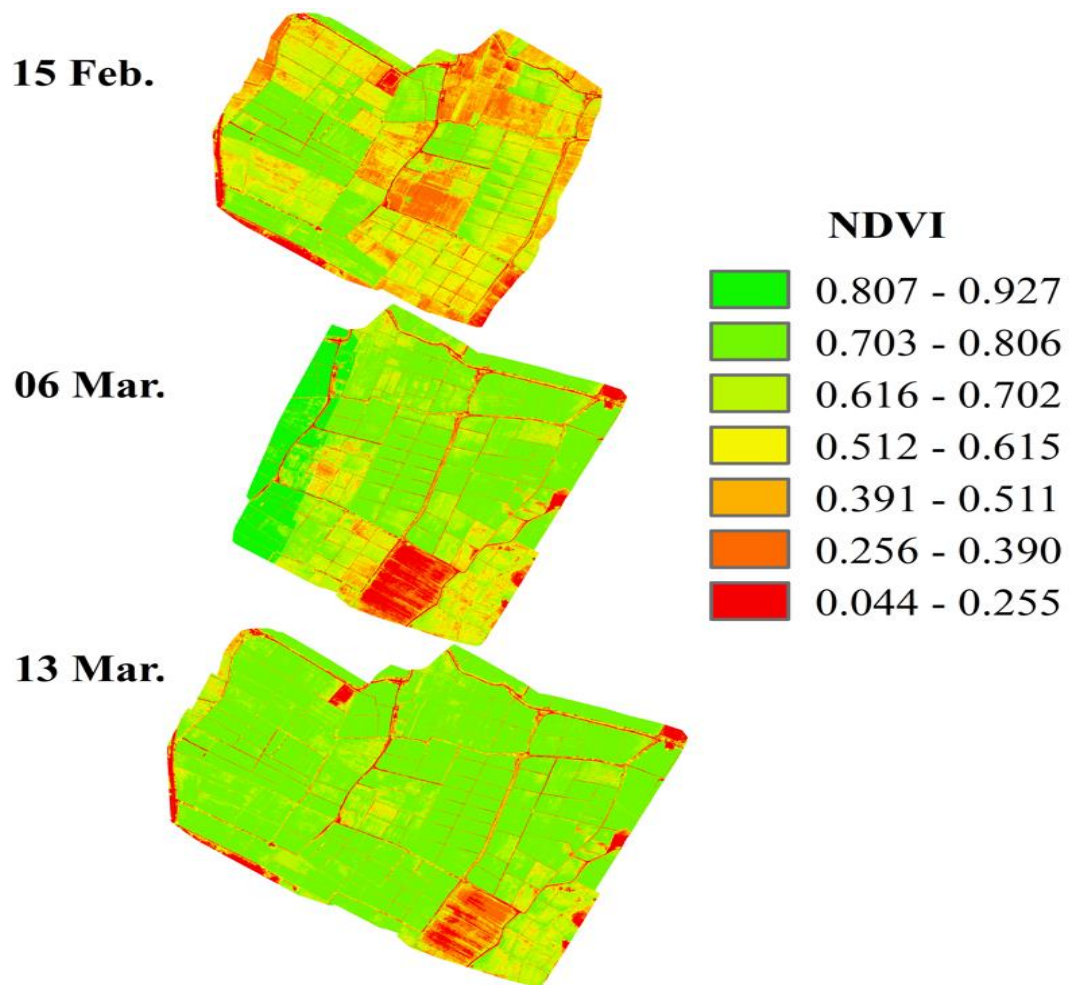 15 Feb.
06 Mar.
13 Mar.
NDVI
0.807 - 0.927
0.703 - 0.806
0.616 - 0.702
0.512 - 0.615
0.391 - 0.511
0.256 - 0.390
0.044 - 0.255